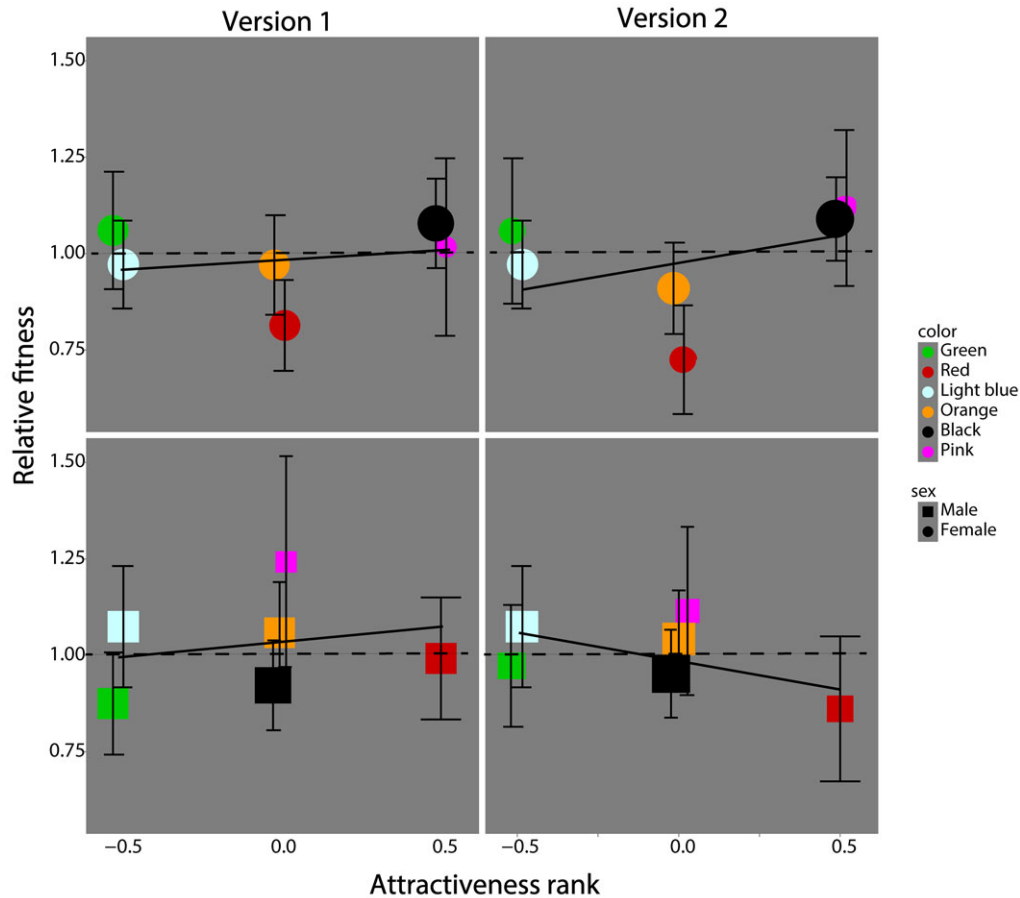 Version 1
Version 2
1.50
1.25
1.00
0.75
1.50
1.25
1.00
0.75
Relative fitness
−0.5
0.0
0.5
−0.5
0.0
0.5
Attractiveness rank
color
Green
Red
Light blue
Orange
Black
Pink
sex
Male
Female